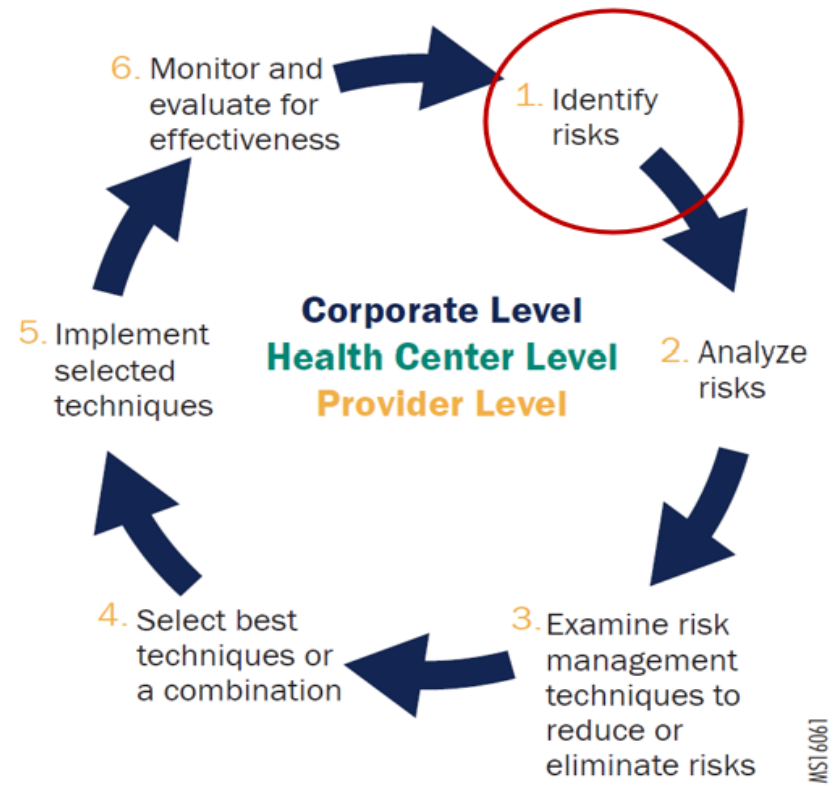 1. Identify
risks
2. Analyze
risks
3. Examine risk
management
techniques to
reduce or
eliminate risks
4. Select best
techniques or
a combination
5. Implement
selected
techniques
6. Monitor and
evaluate for
effectiveness
Corporate Level
Health Center Level
Provider Level
MS19061